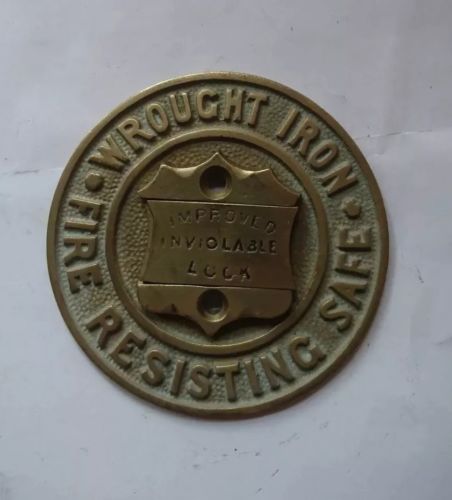 WROUGHT IRON
FIRE RESISTING SAFE
IMPROVED
INVIOLABLE
LOCK